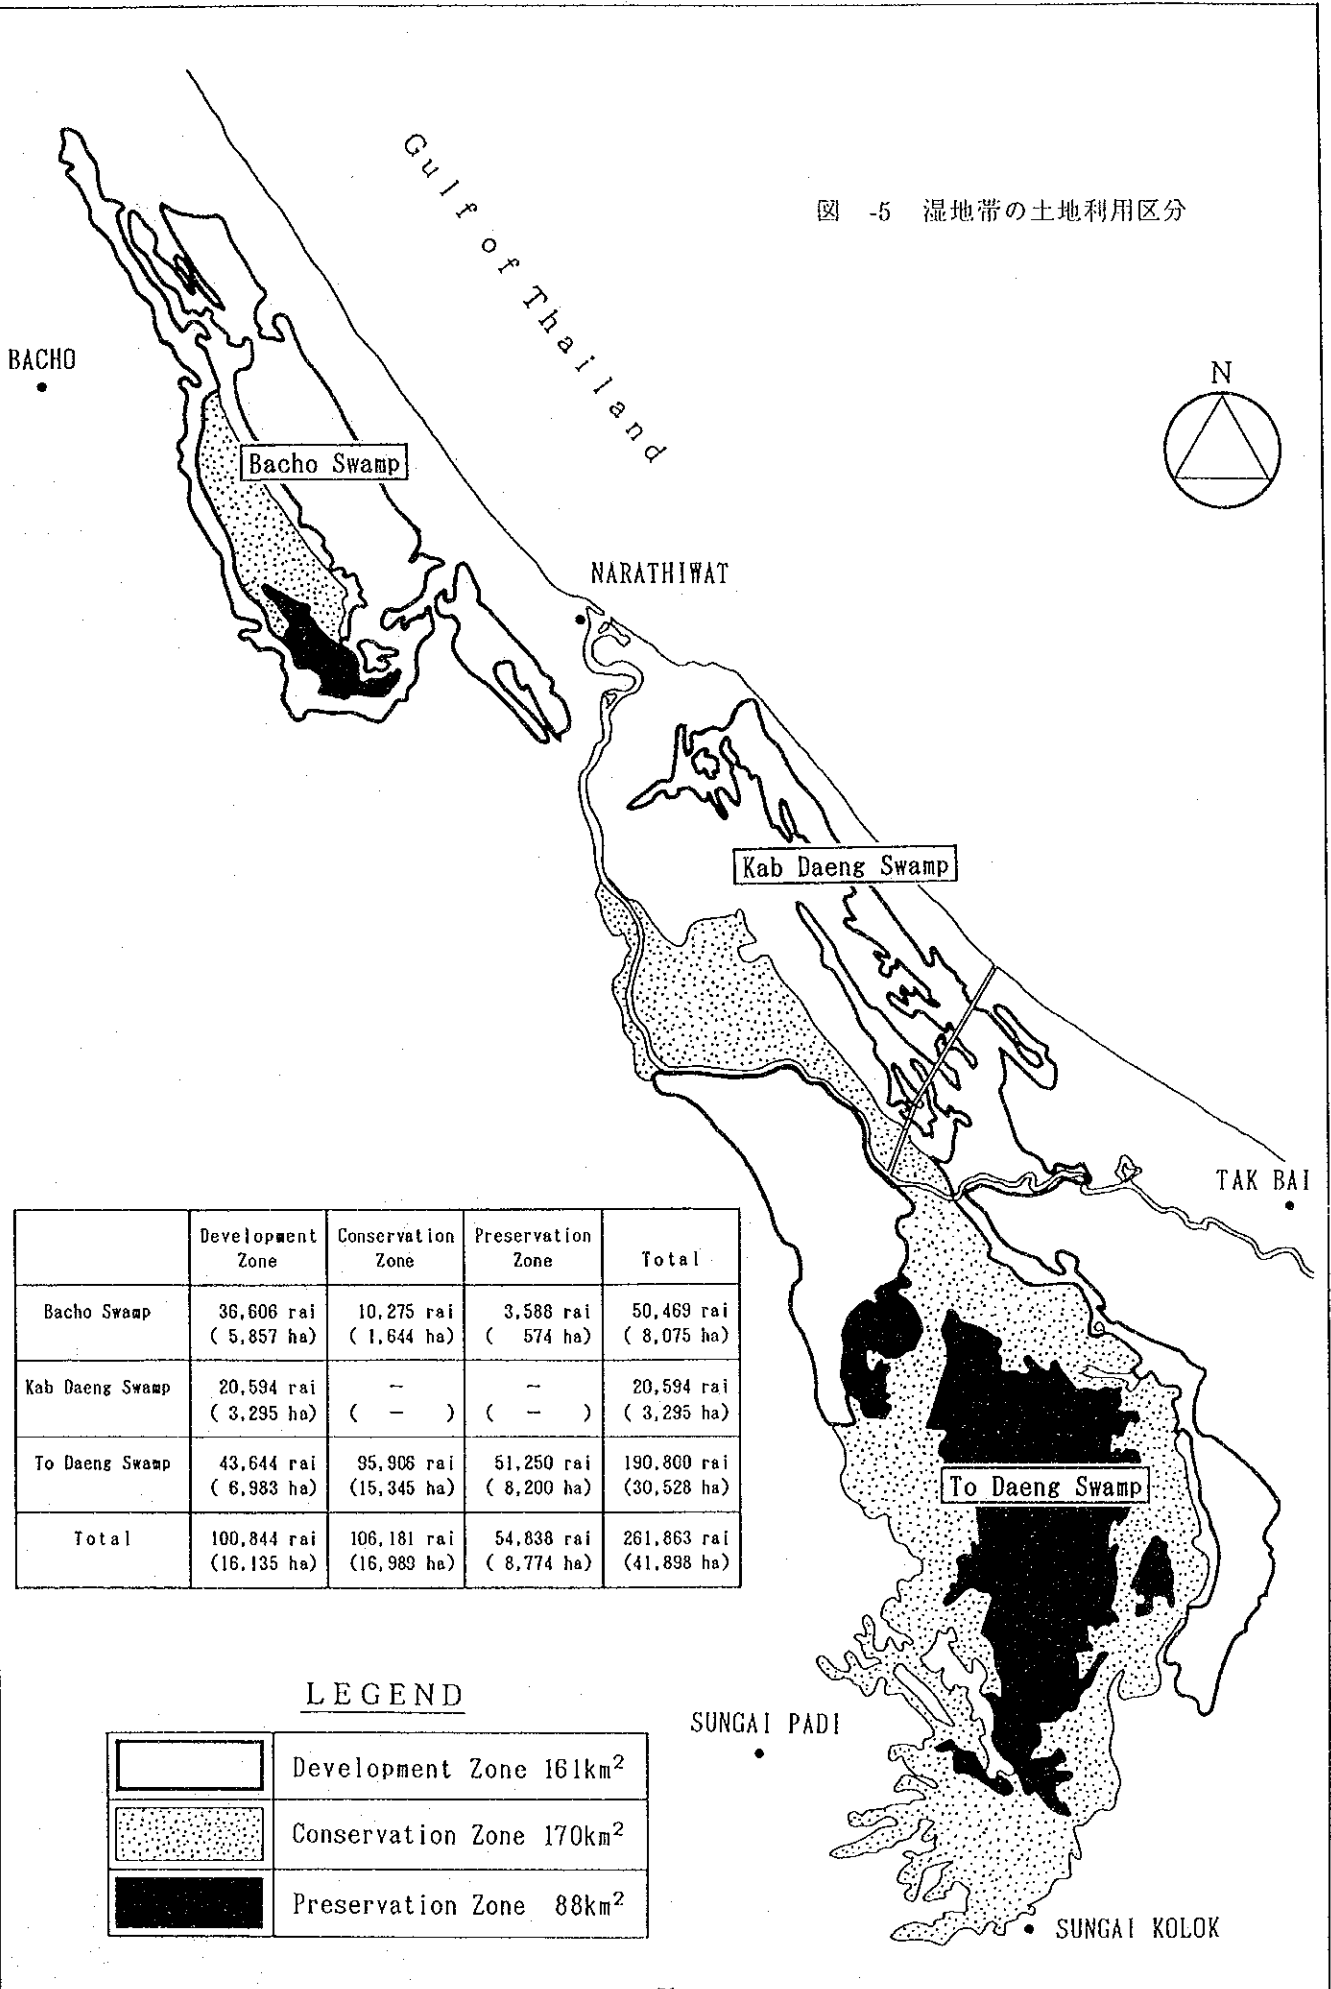 Gulf of Thailand
図 -5 湿地帯の土地利用区分
BACHO
N
Bacho Swamp
NARATHIWAT
Kab Daeng Swamp
TAK BAI
Development Zone Conservation Zone Preservation Zone Total
Bacho Swamp 36,606 rai 10,275 rai 3,588 rai 50,469 rai
( 5,857 ha) ( 1,644 ha) ( 574 ha) ( 8,075 ha)
Kab Daeng Swamp 20,594 rai - - 20,594 rai
( 3,295 ha) ( - ) ( - ) ( 3,295 ha)
To Daeng Swamp 43,644 rai 95,906 rai 51,250 rai 190,800 rai
( 6,983 ha) (15,345 ha) ( 8,200 ha) (30,528 ha)
Total 100,844 rai 106,181 rai 54,838 rai 261,863 rai
(16,135 ha) (16,989 ha) ( 8,774 ha) (41,898 ha)
To Daeng Swamp
LEGEND
Development Zone 161km²
Conservation Zone 170km²
Preservation Zone 88km²
SUNGAI PADI
SUNGAI KOLOK